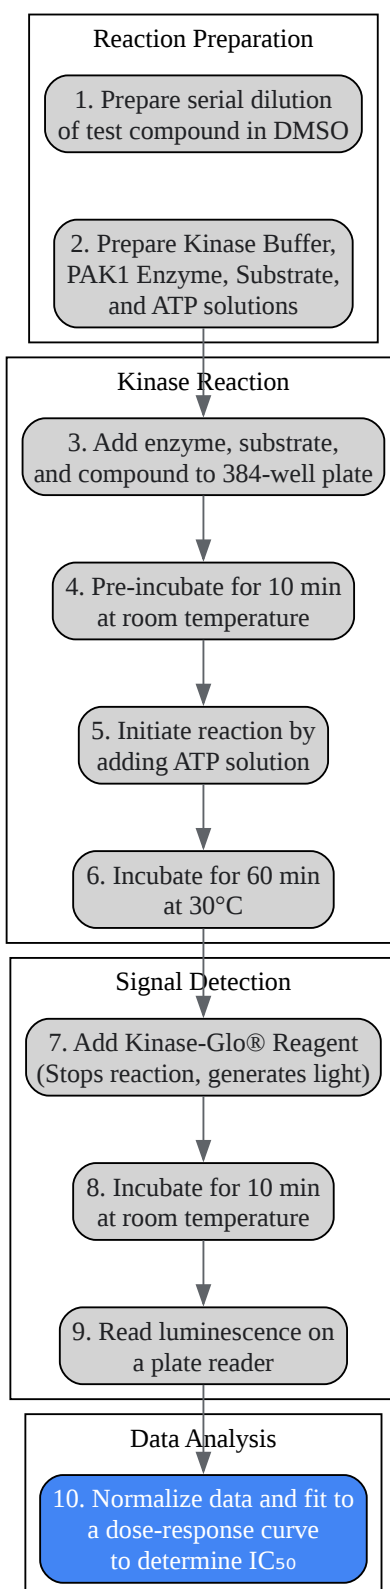 Reaction Preparation
1. Prepare serial dilution
of test compound in DMSO
2. Prepare Kinase Buffer,
PAK1 Enzyme, Substrate,
and ATP solutions
Kinase Reaction
3. Add enzyme, substrate,
and compound to 384-well plate
4. Pre-incubate for 10 min
at room temperature
5. Initiate reaction by
adding ATP solution
6. Incubate for 60 min
at 30°C
Signal Detection
7. Add Kinase-Glo® Reagent
(Stops reaction, generates light)
8. Incubate for 10 min
at room temperature
9. Read luminescence on
a plate reader
Data Analysis
10. Normalize data and fit to
a dose-response curve
to determine IC₅₀